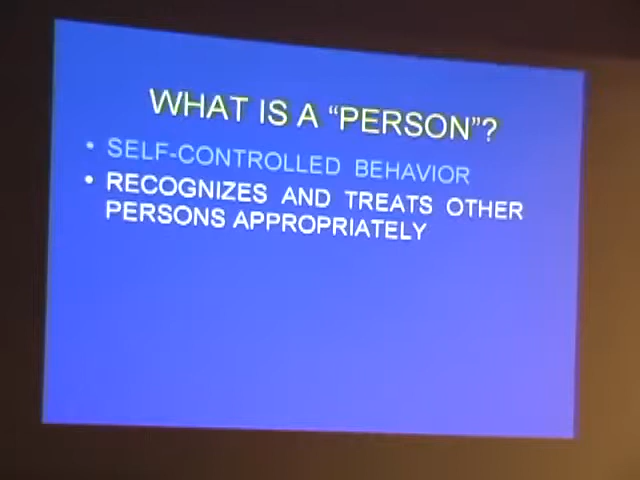 WHAT IS A “PERSON”?
• SELF-CONTROLLED BEHAVIOR
• RECOGNIZES AND TREATS OTHER
PERSONS APPROPRIATELY